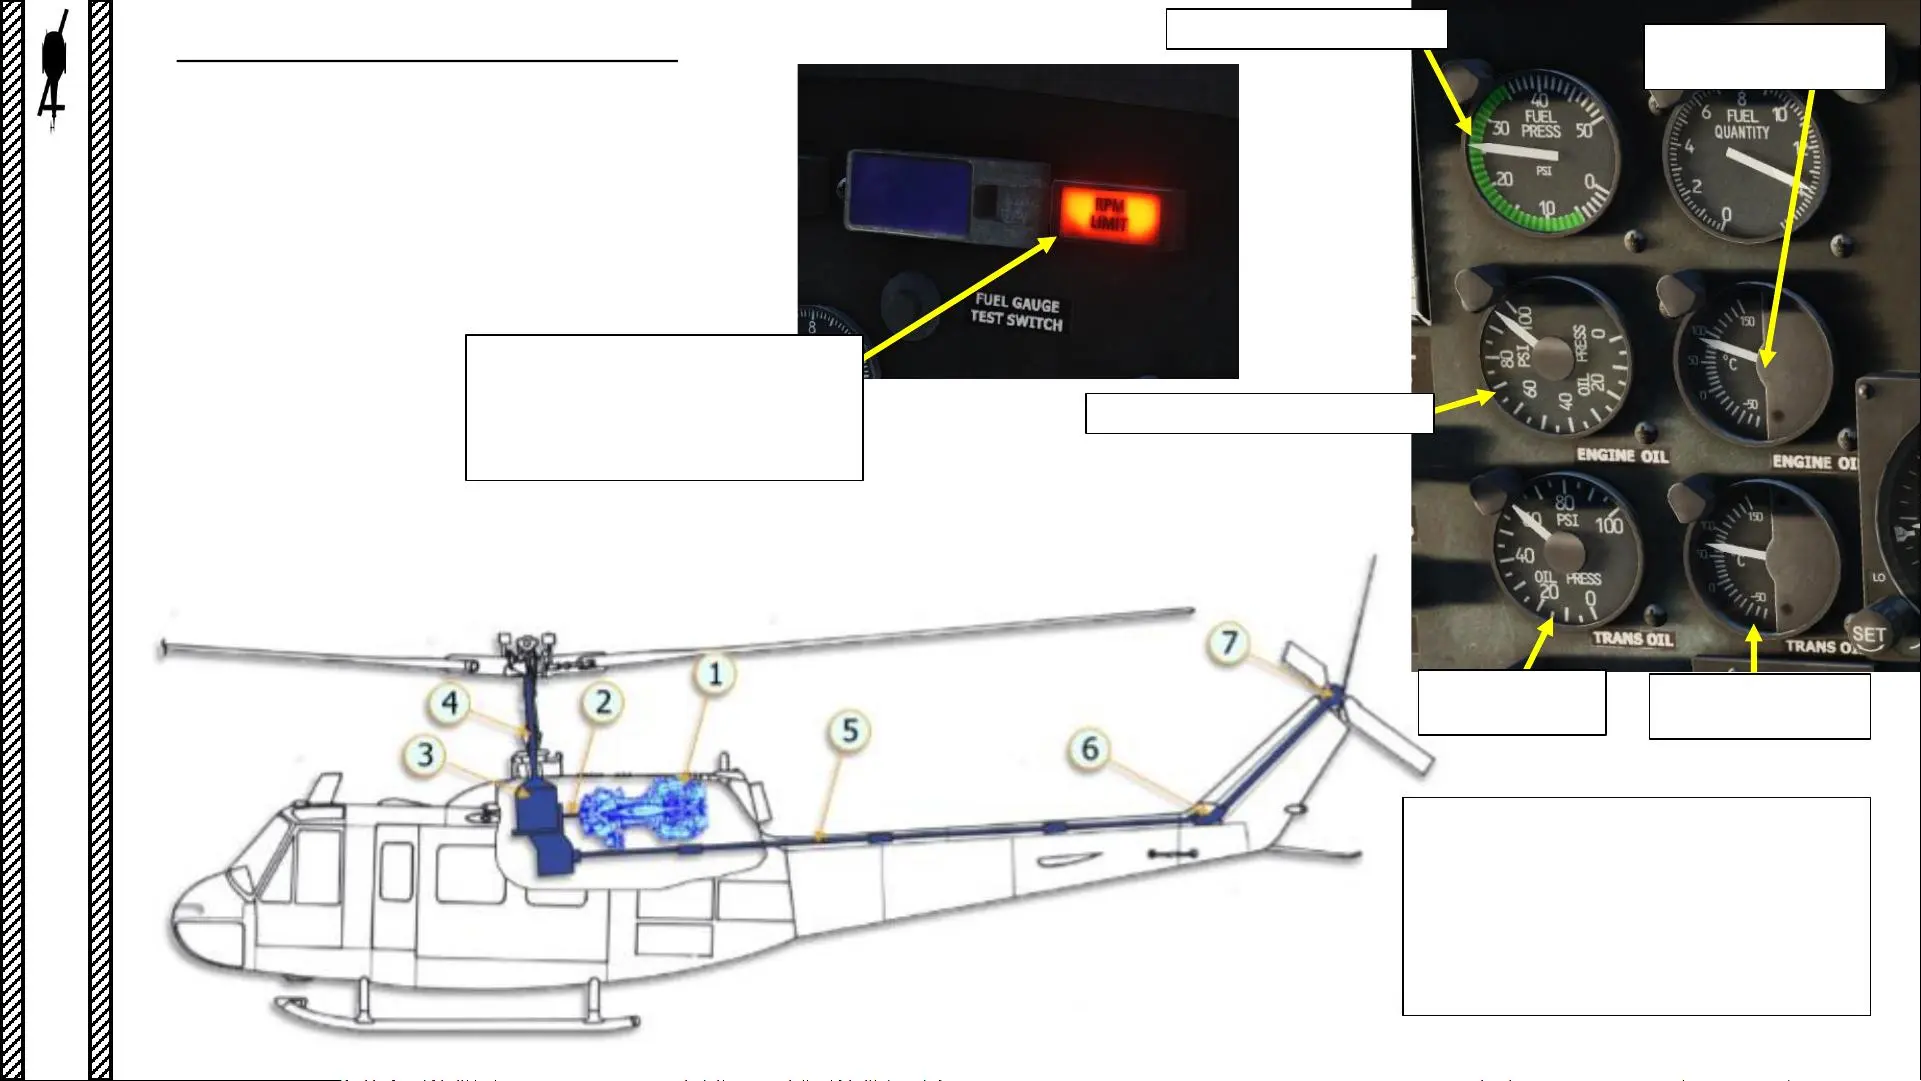 RPM
LIMIT
FUEL GAUGE
TEST SWITCH
8
40
FUEL
PRESS
30
50
PSI
20
0
10
8
6
10
FUEL
QUANTITY
4
2
0
100
0
PRESS
PSI
80
OIL
20
60
40
ENGINE OIL
150
100
50
°C
0
-50
ENGINE OI
80
PSI
100
40
OIL PRESS
20
0
TRANS OIL
150
50
°C
0
-50
TRANS O
LO
SET
1
2
3
4
5
6
7